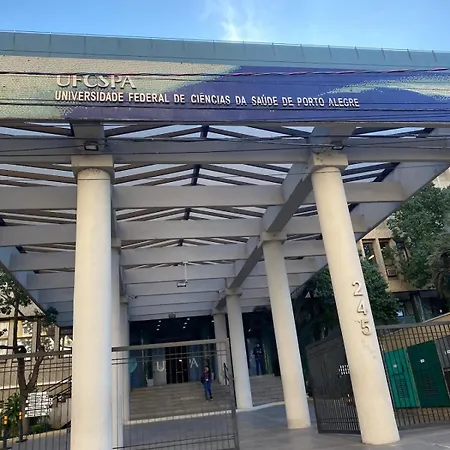 UFCSPA
UNIVERSIDADE FEDERAL DE CIÊNCIAS DA SAÚDE DE PORTO ALEGRE
245